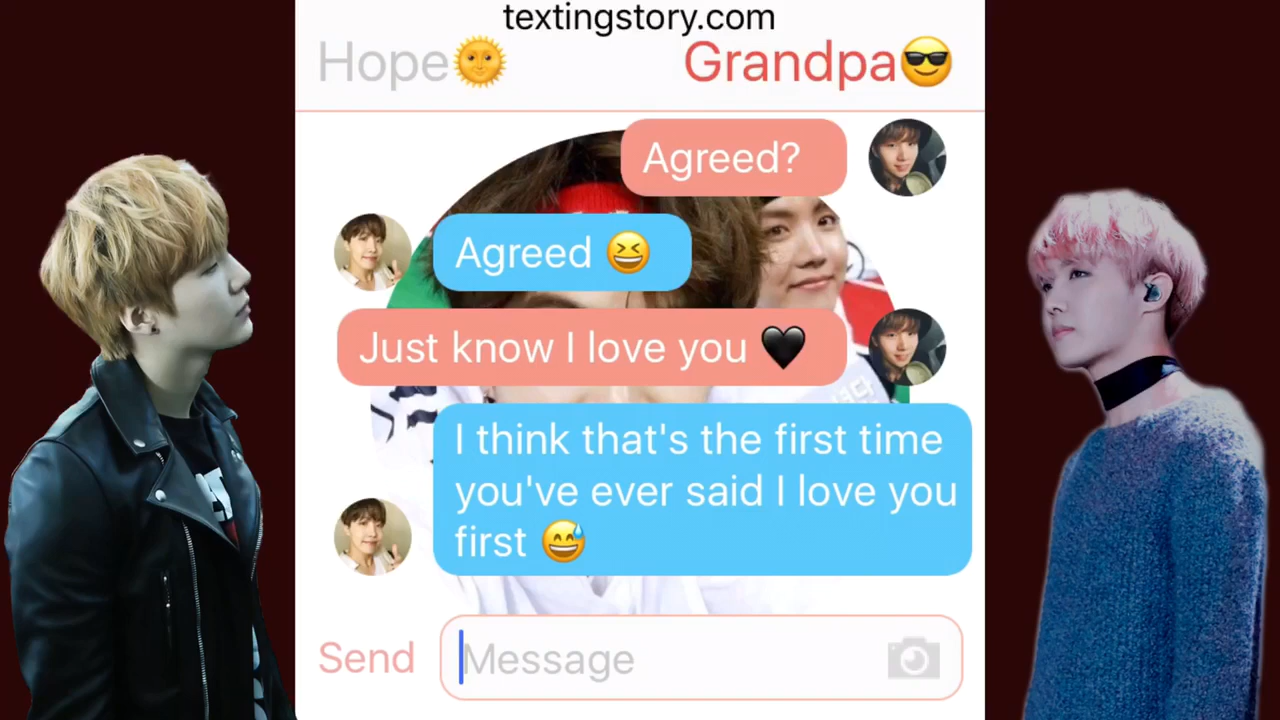 textingstory.com
Hope🌞
Grandpa😎
Agreed?
Agreed 😆
Just know I love you 🖤
I think that's the first time
you've ever said I love you
first 😅
Send
Message